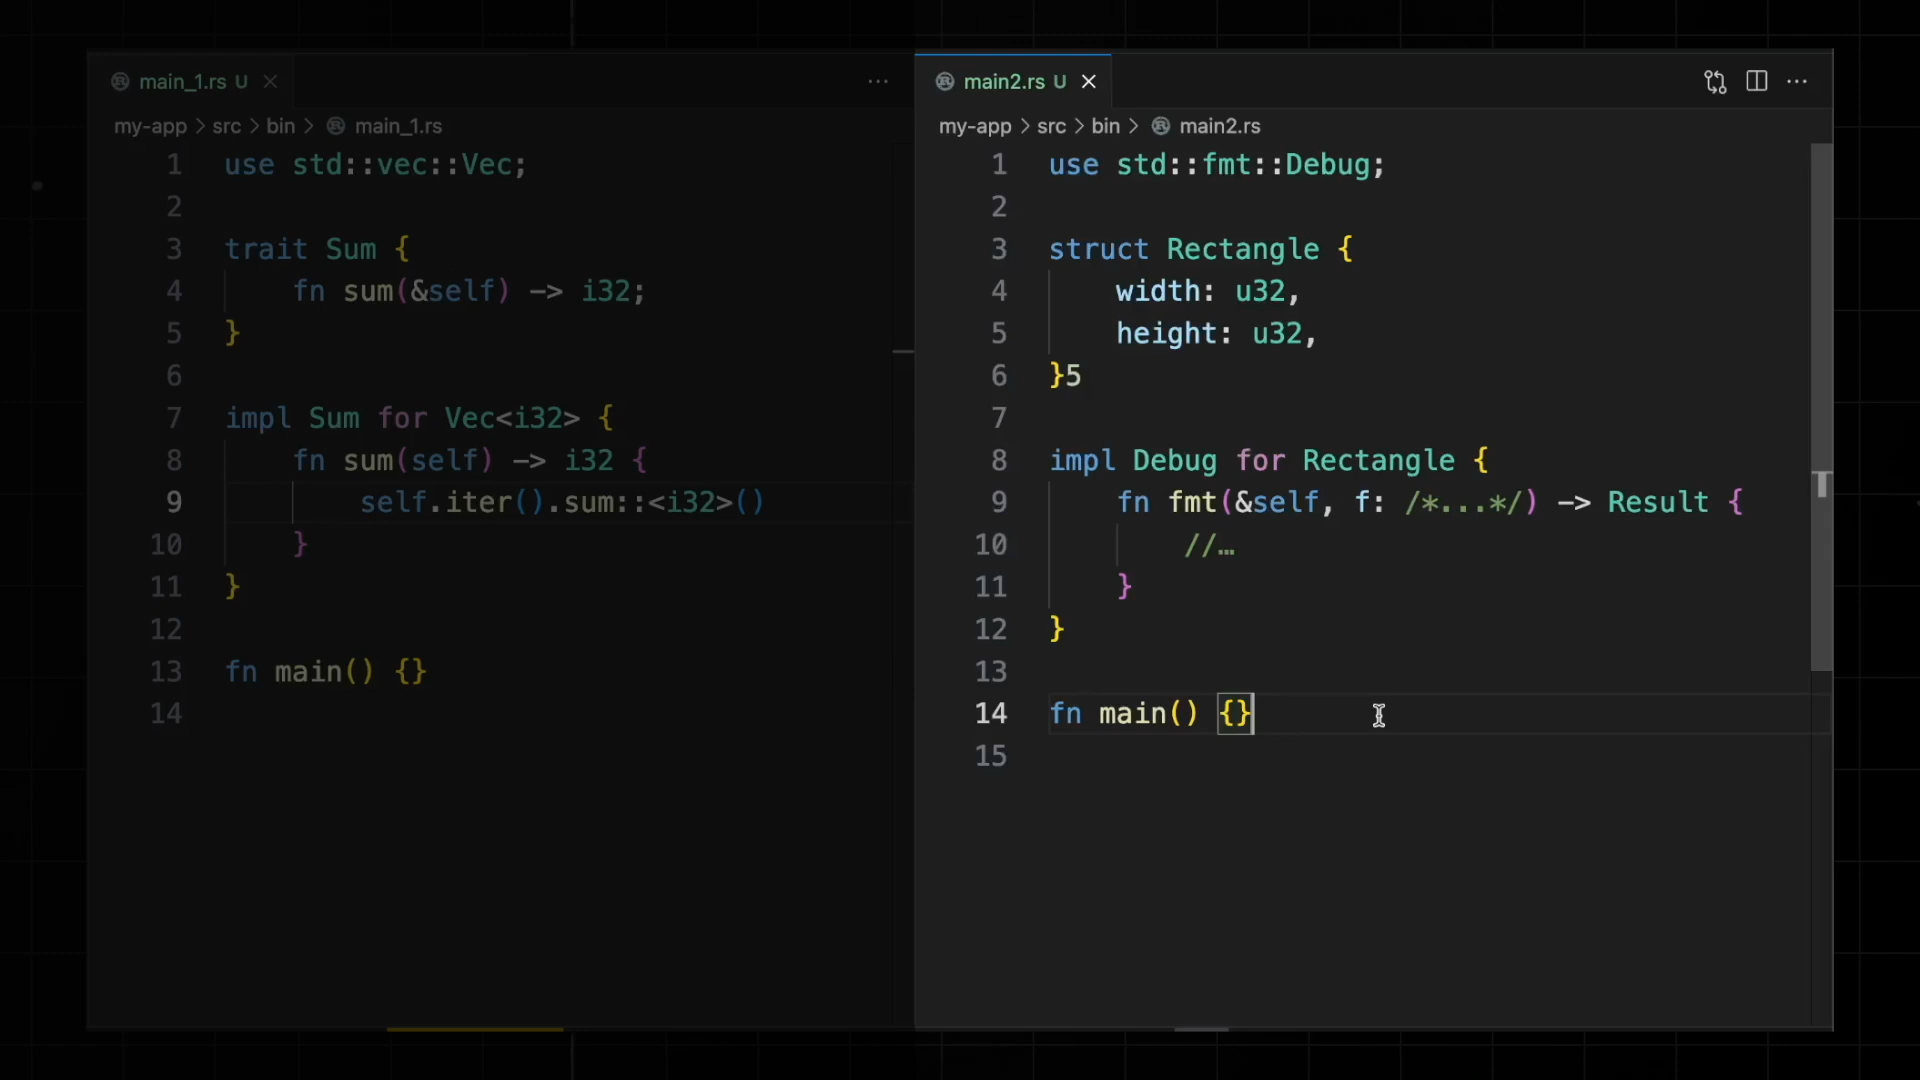 main_1.rs U
my-app > src > bin > main_1.rs
1 use std::vec::Vec;
2
3 trait Sum {
4     fn sum(&self) -> i32;
5 }
6
7 impl Sum for Vec<i32> {
8     fn sum(self) -> i32 {
9         self.iter().sum::<i32>()
10     }
11 }
12
13 fn main() {}
14
main2.rs U
my-app > src > bin > main2.rs
1 use std::fmt::Debug;
2
3 struct Rectangle {
4     width: u32,
5     height: u32,
6 }5
7
8 impl Debug for Rectangle {
9     fn fmt(&self, f: /*...*/) -> Result {
10         //…
11     }
12 }
13
14 fn main() {}
15